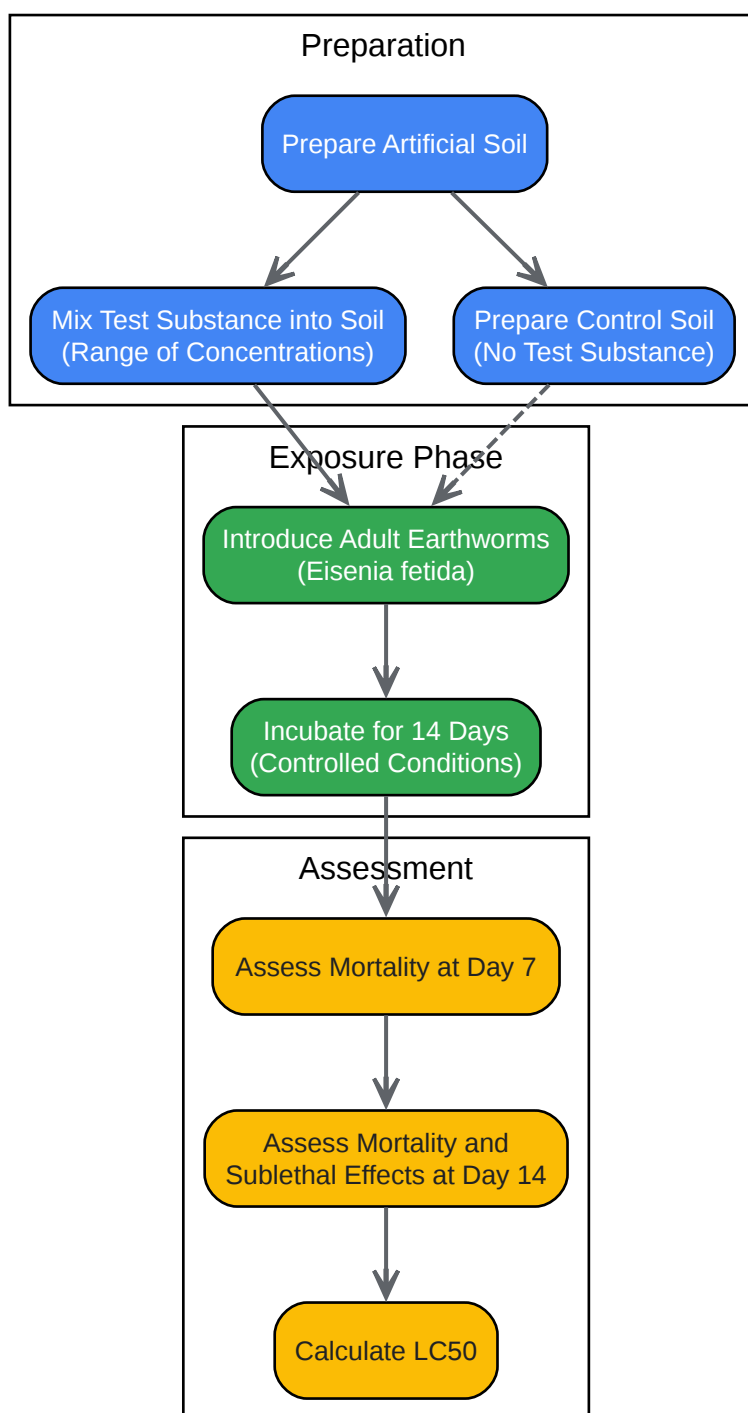 Preparation
Prepare Artificial Soil
Mix Test Substance into Soil
(Range of Concentrations)
Prepare Control Soil
(No Test Substance)
Exposure Phase
Introduce Adult Earthworms
(Eisenia fetida)
Incubate for 14 Days
(Controlled Conditions)
Assessment
Assess Mortality at Day 7
Assess Mortality and
Sublethal Effects at Day 14
Calculate LC50